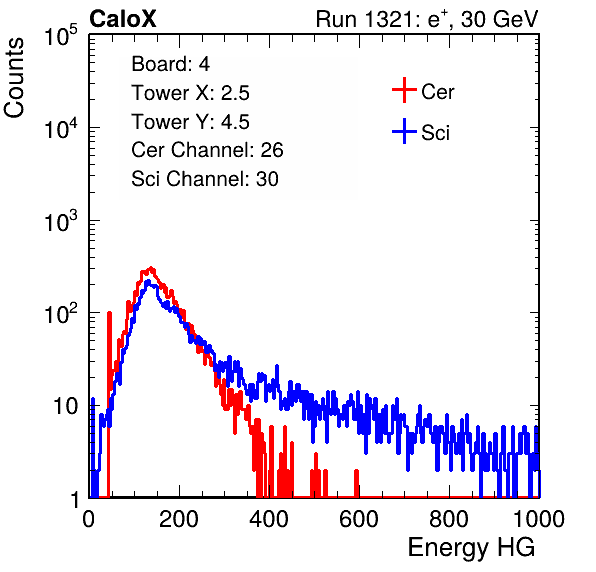 CaloX Run 1321: e⁺, 30 GeV
Counts
Board: 4
Tower X: 2.5
Tower Y: 4.5
Cer Channel: 26
Sci Channel: 30
Cer
Sci
10⁵
10⁴
10³
10²
10
1
0 200 400 600 800 1000
Energy HG